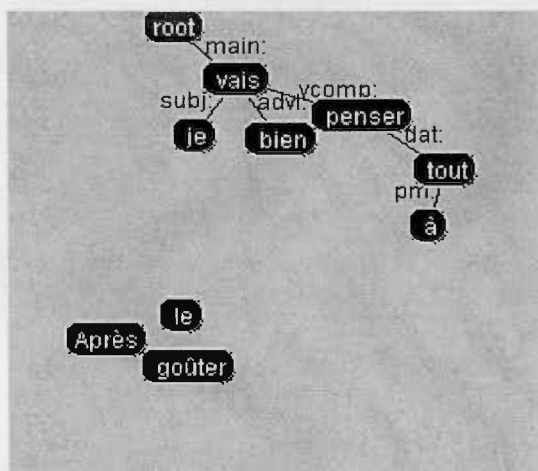 root
main:
vais
subj: advl: vcomp:
je bien penser
dat:
tout
pm:
à
le
Après
goûter